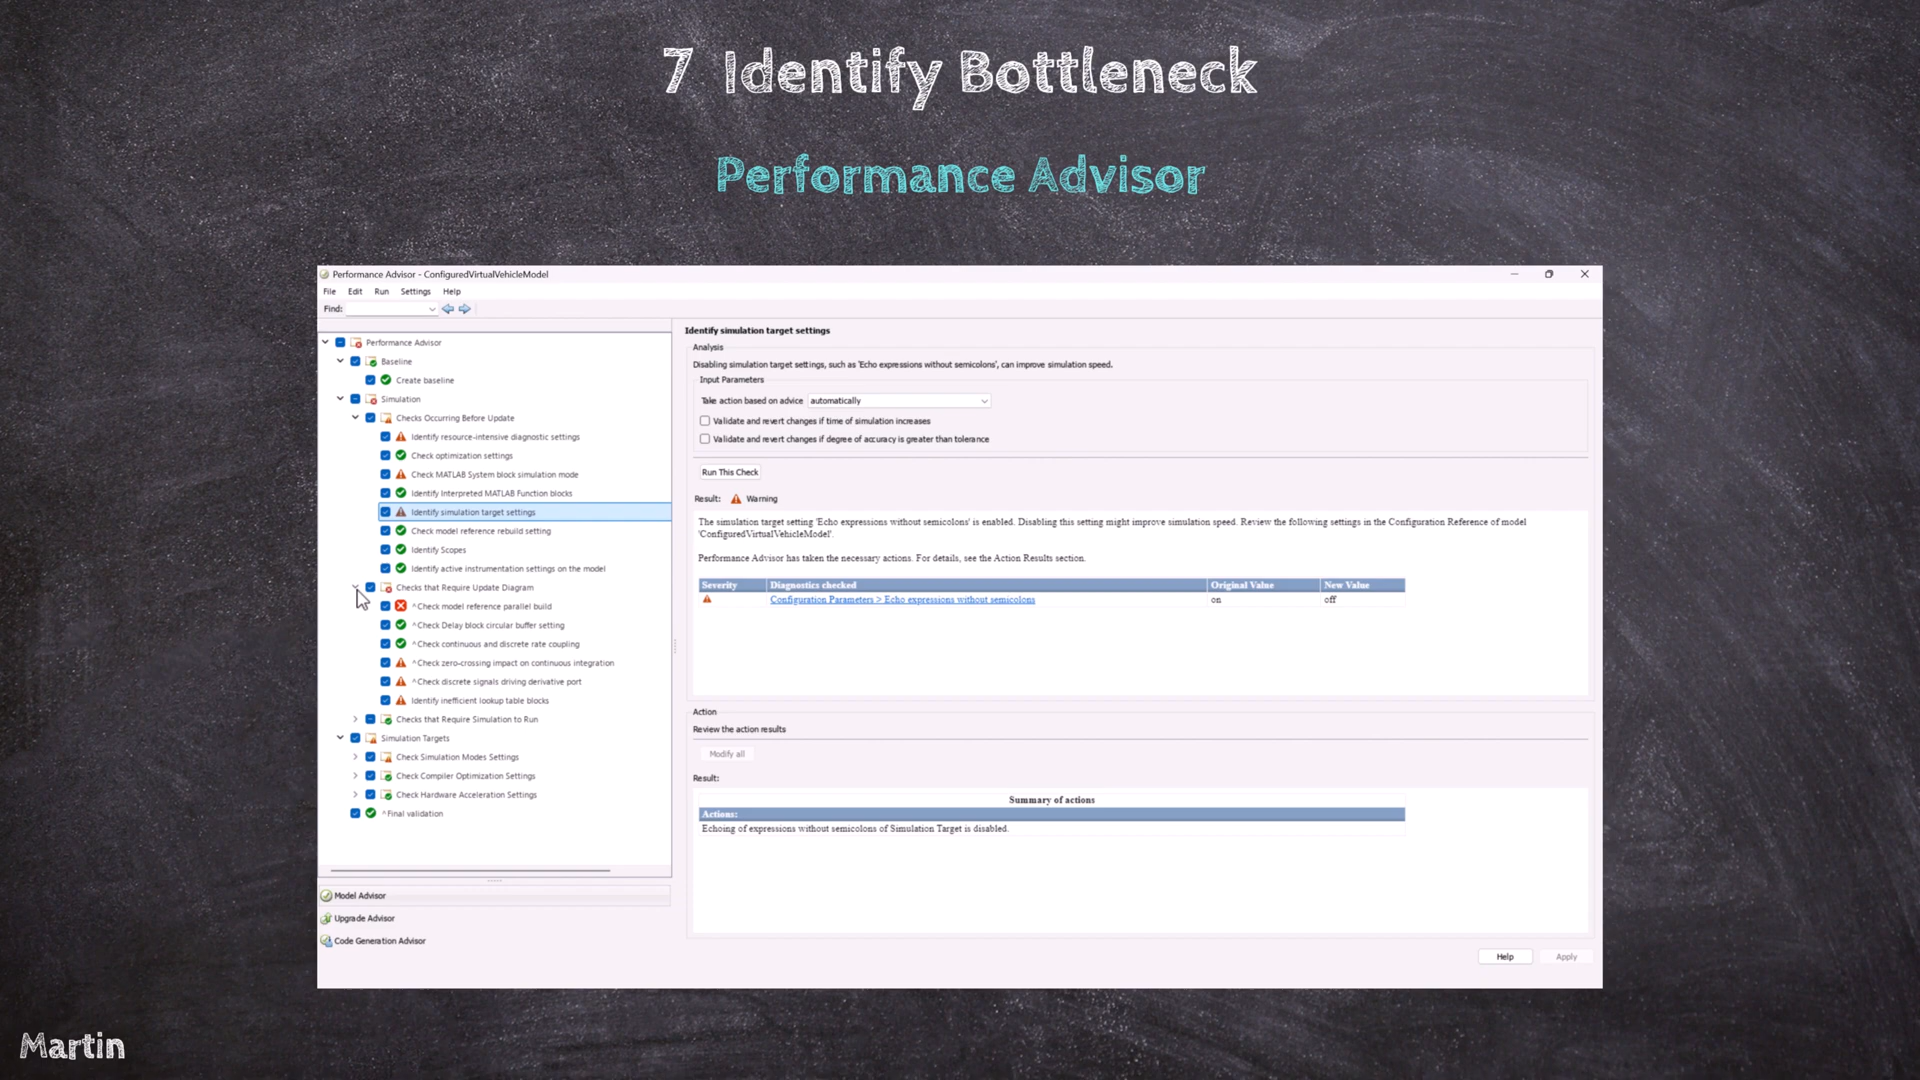 7 Identify Bottleneck
Performance Advisor
Performance Advisor - ConfiguredVirtualVehicleModel
File Edit Run Settings Help
Find:
Performance Advisor
Baseline
Create baseline
Simulation
Checks Occurring Before Update
Identify resource-intensive diagnostic settings
Check optimization settings
Check MATLAB System block simulation mode
Identify Interpreted MATLAB Function blocks
Identify simulation target settings
Check model reference rebuild setting
Identify Scopes
Identify active instrumentation settings on the model
Checks that Require Update Diagram
^Check model reference parallel build
^Check Delay block circular buffer setting
^Check continuous and discrete rate coupling
^Check zero-crossing impact on continuous integration
^Check discrete signals driving derivative port
Identify inefficient lookup table blocks
Checks that Require Simulation to Run
Simulation Targets
Check Simulation Modes Settings
Check Compiler Optimization Settings
Check Hardware Acceleration Settings
^Final validation
Model Advisor
Upgrade Advisor
Code Generation Advisor
Identify simulation target settings
Analysis
Disabling simulation target settings, such as 'Echo expressions without semicolons', can improve simulation speed.
Input Parameters
Take action based on advice automatically
Validate and revert changes if time of simulation increases
Validate and revert changes if degree of accuracy is greater than tolerance
Run This Check
Result: Warning
The simulation target setting 'Echo expressions without semicolons' is enabled. Disabling this setting might improve simulation speed. Review the following settings in the Configuration Reference of model
'ConfiguredVirtualVehicleModel'.
Performance Advisor has taken the necessary actions. For details, see the Action Results section.
Severity Diagnostics checked Original Value New Value
Configuration Parameters > Echo expressions without semicolons on off
Action
Review the action results
Modify all
Result:
Summary of actions
Actions:
Echoing of expressions without semicolons of Simulation Target is disabled.
Help Apply
Martin